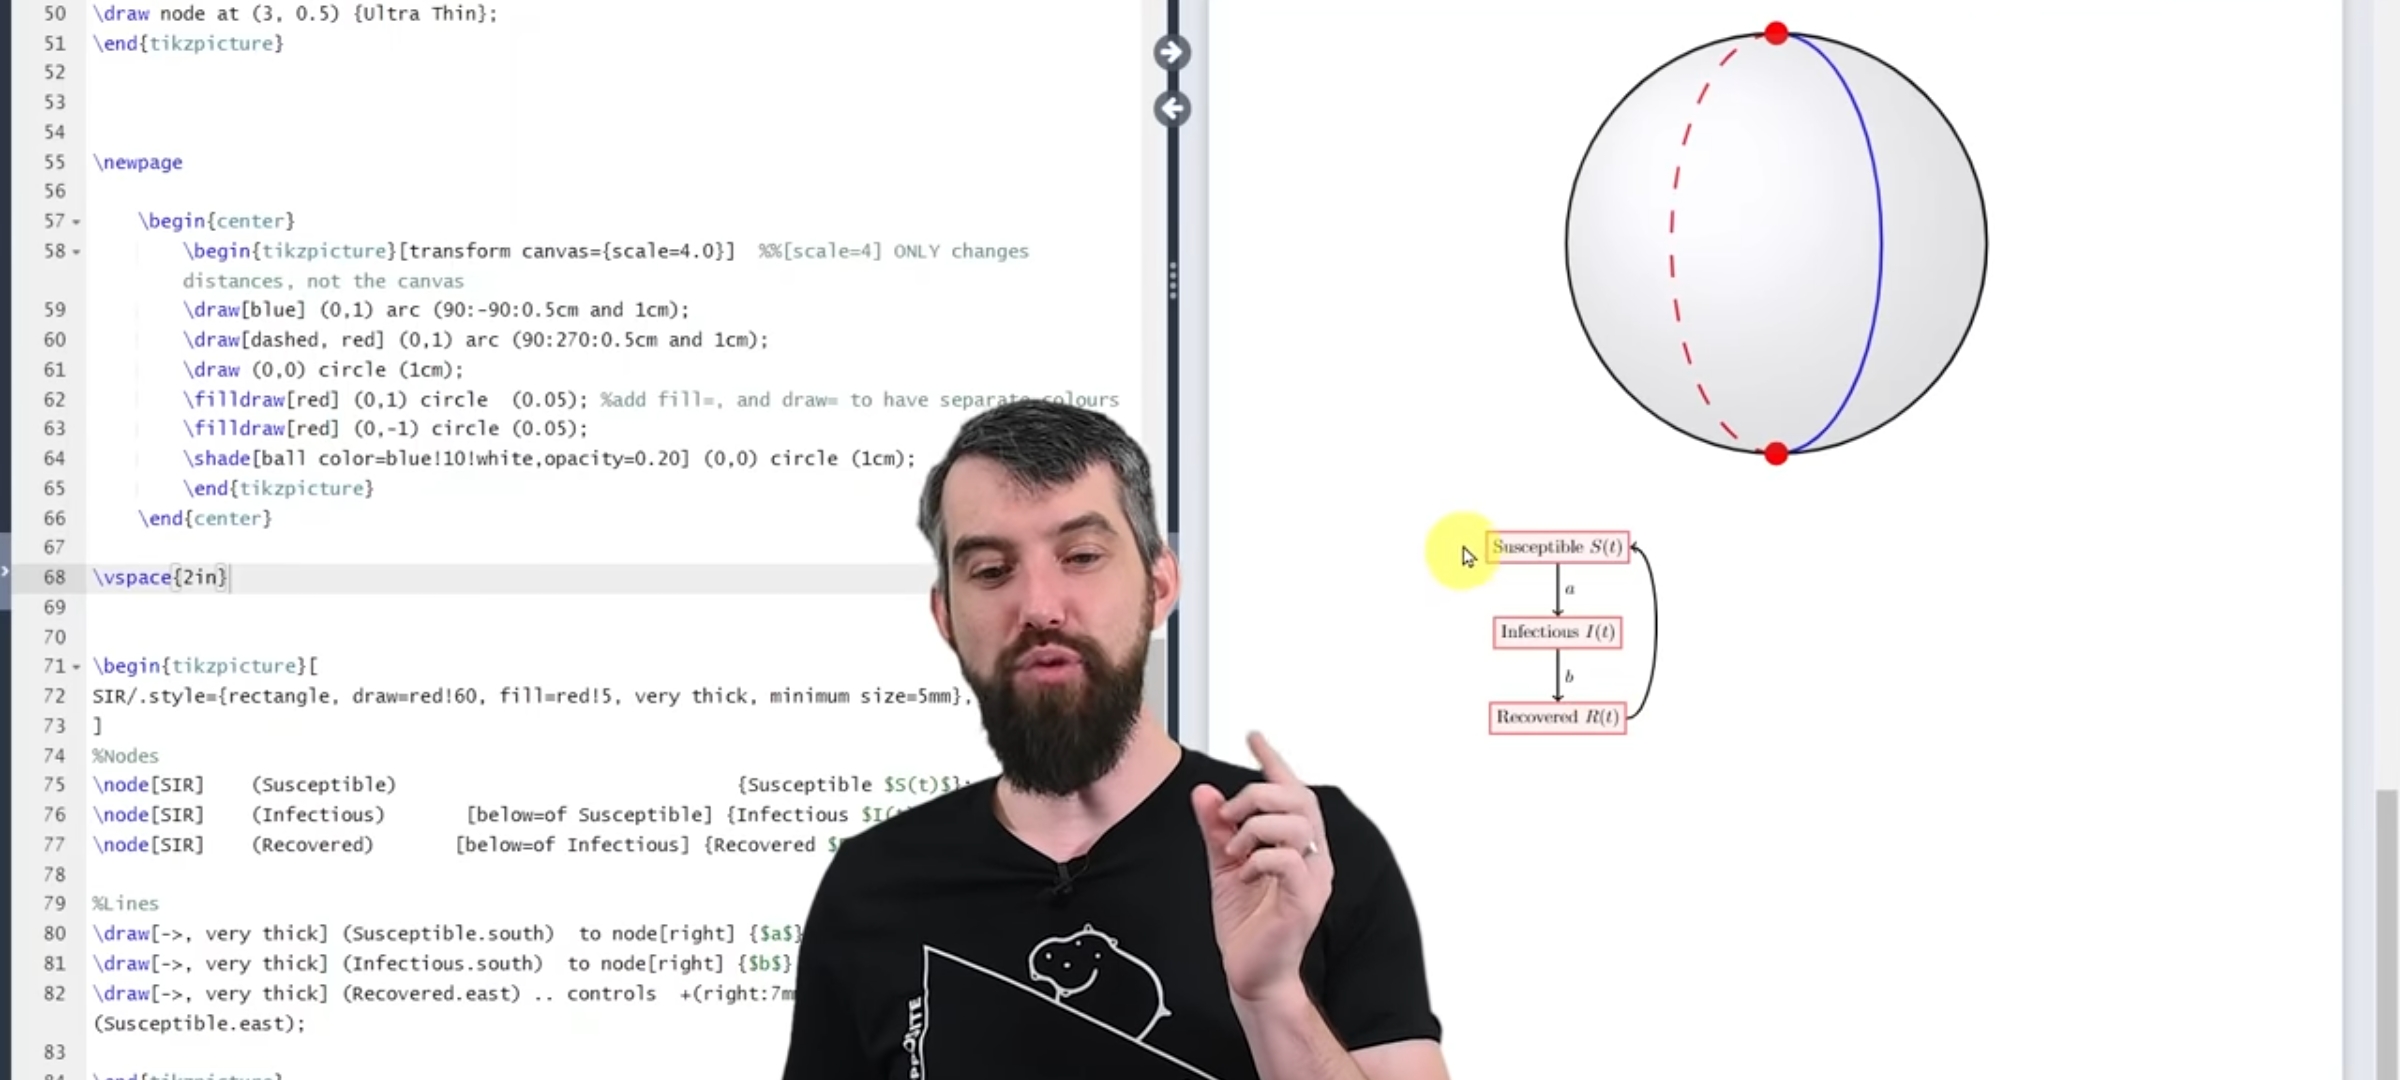 50 \draw node at (3, 0.5) {Ultra Thin};
51 \end{tikzpicture}
52
53
54
55 \newpage
56
57 \begin{center}
58 \begin{tikzpicture}[transform canvas={scale=4.0}] %%[scale=4] ONLY changes
distances, not the canvas
59 \draw[blue] (0,1) arc (90:-90:0.5cm and 1cm);
60 \draw[dashed, red] (0,1) arc (90:270:0.5cm and 1cm);
61 \draw (0,0) circle (1cm);
62 \filldraw[red] (0,1) circle (0.05); %add fill=, and draw= to have separate colours
63 \filldraw[red] (0,-1) circle (0.05);
64 \shade[ball color=blue!10!white,opacity=0.20] (0,0) circle (1cm);
65 \end{tikzpicture}
66 \end{center}
67
68 \vspace{2in}
69
70
71 \begin{tikzpicture}[
72 SIR/.style={rectangle, draw=red!60, fill=red!5, very thick, minimum size=5mm},
73 ]
74 %Nodes
75 \node[SIR] (Susceptible) {Susceptible $S(t)$};
76 \node[SIR] (Infectious) [below=of Susceptible] {Infectious $I(
77 \node[SIR] (Recovered) [below=of Infectious] {Recovered $
78
79 %Lines
80 \draw[->, very thick] (Susceptible.south) to node[right] {$a$}
81 \draw[->, very thick] (Infectious.south) to node[right] {$b$}
82 \draw[->, very thick] (Recovered.east) .. controls +(right:7m
(Susceptible.east);
83
84 \end{tikzpicture}
Susceptible S(t)
a
Infectious I(t)
b
Recovered R(t)